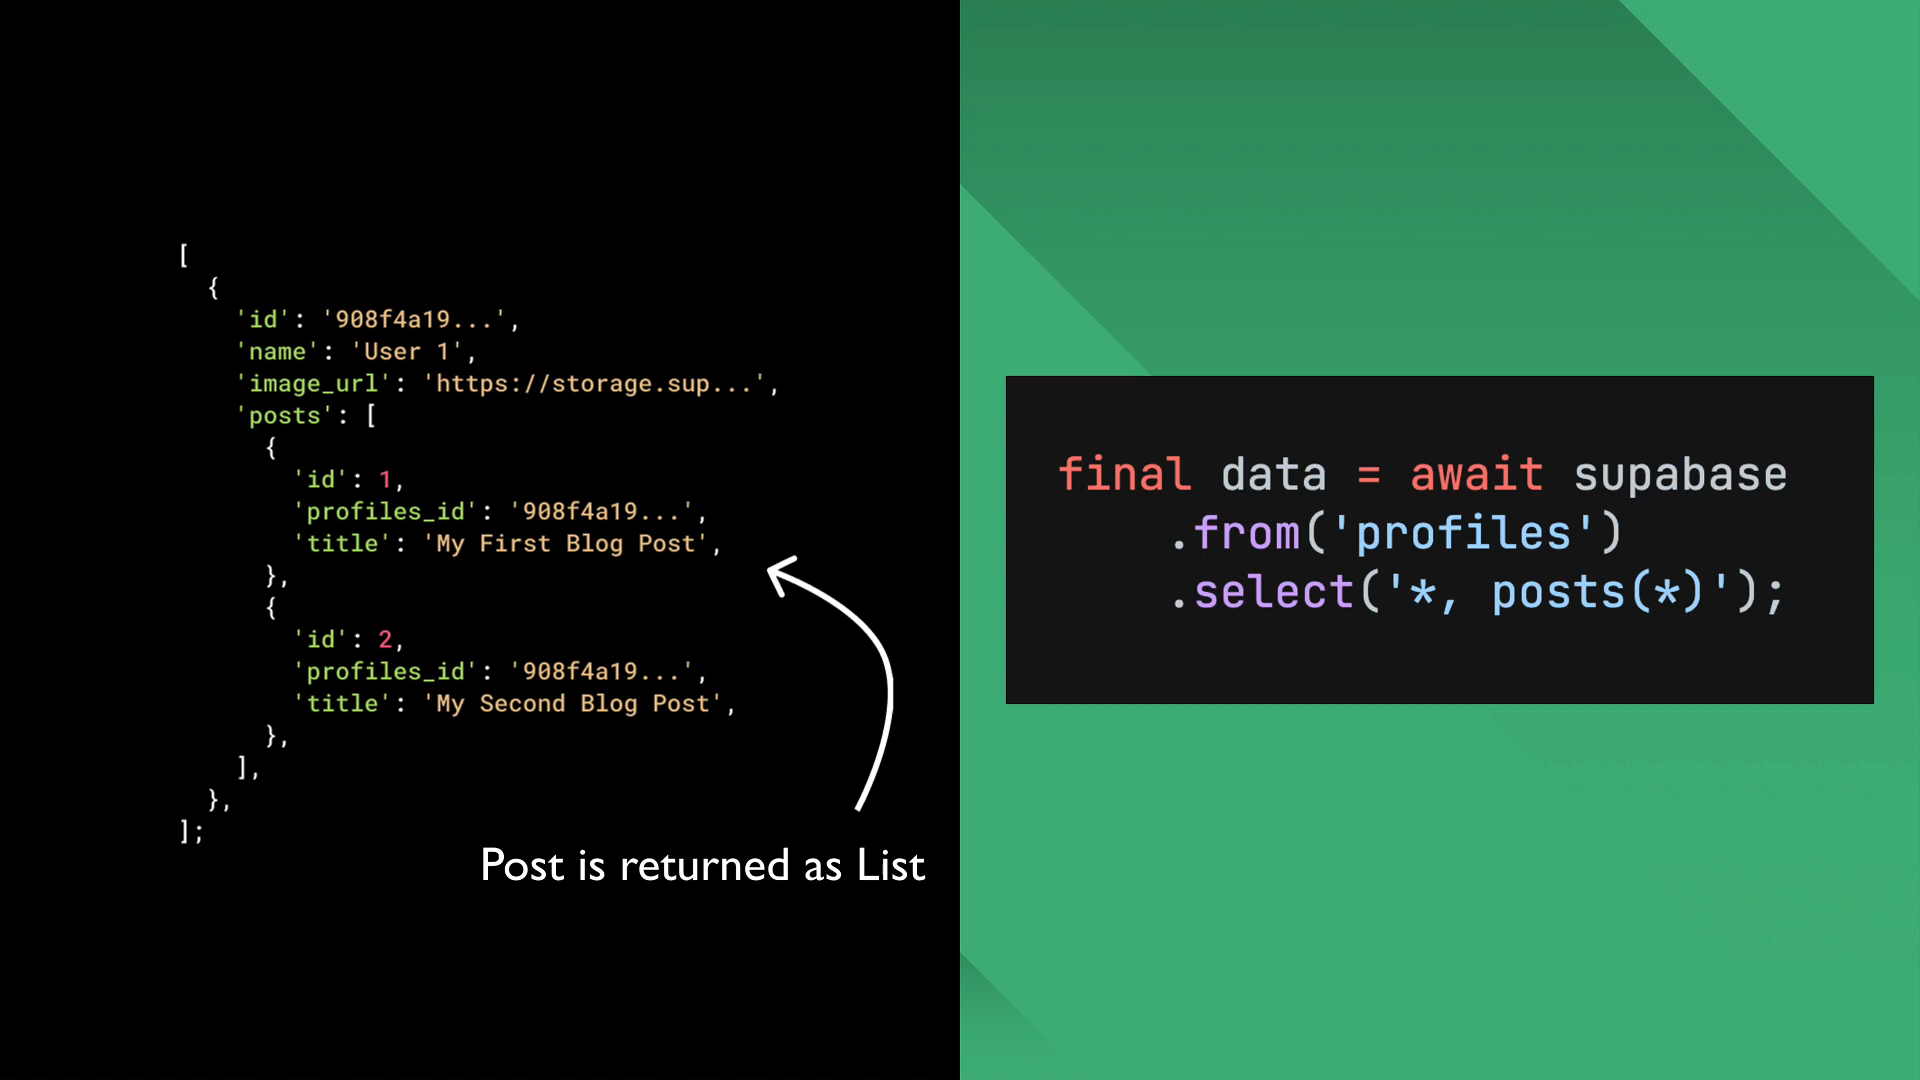 [
  {
    'id': '908f4a19...',
    'name': 'User 1',
    'image_url': 'https://storage.sup...',
    'posts': [
      {
        'id': 1,
        'profiles_id': '908f4a19...',
        'title': 'My First Blog Post',
      },
      {
        'id': 2,
        'profiles_id': '908f4a19...',
        'title': 'My Second Blog Post',
      },
    ],
  },
];
Post is returned as List
final data = await supabase
    .from('profiles')
    .select('*, posts(*)');